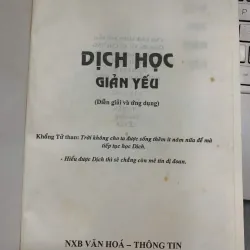 DỊCH HỌC
GIẢN YẾU
(Diễn giải và ứng dụng)
Khổng Tử than: Trời không cho ta được sống thêm ít năm nữa để mà
tiếp tục học Dịch.
- Hiểu được Dịch thì sẽ chẳng còn mê tín dị đoan.
NXB VĂN HOÁ – THÔNG TIN